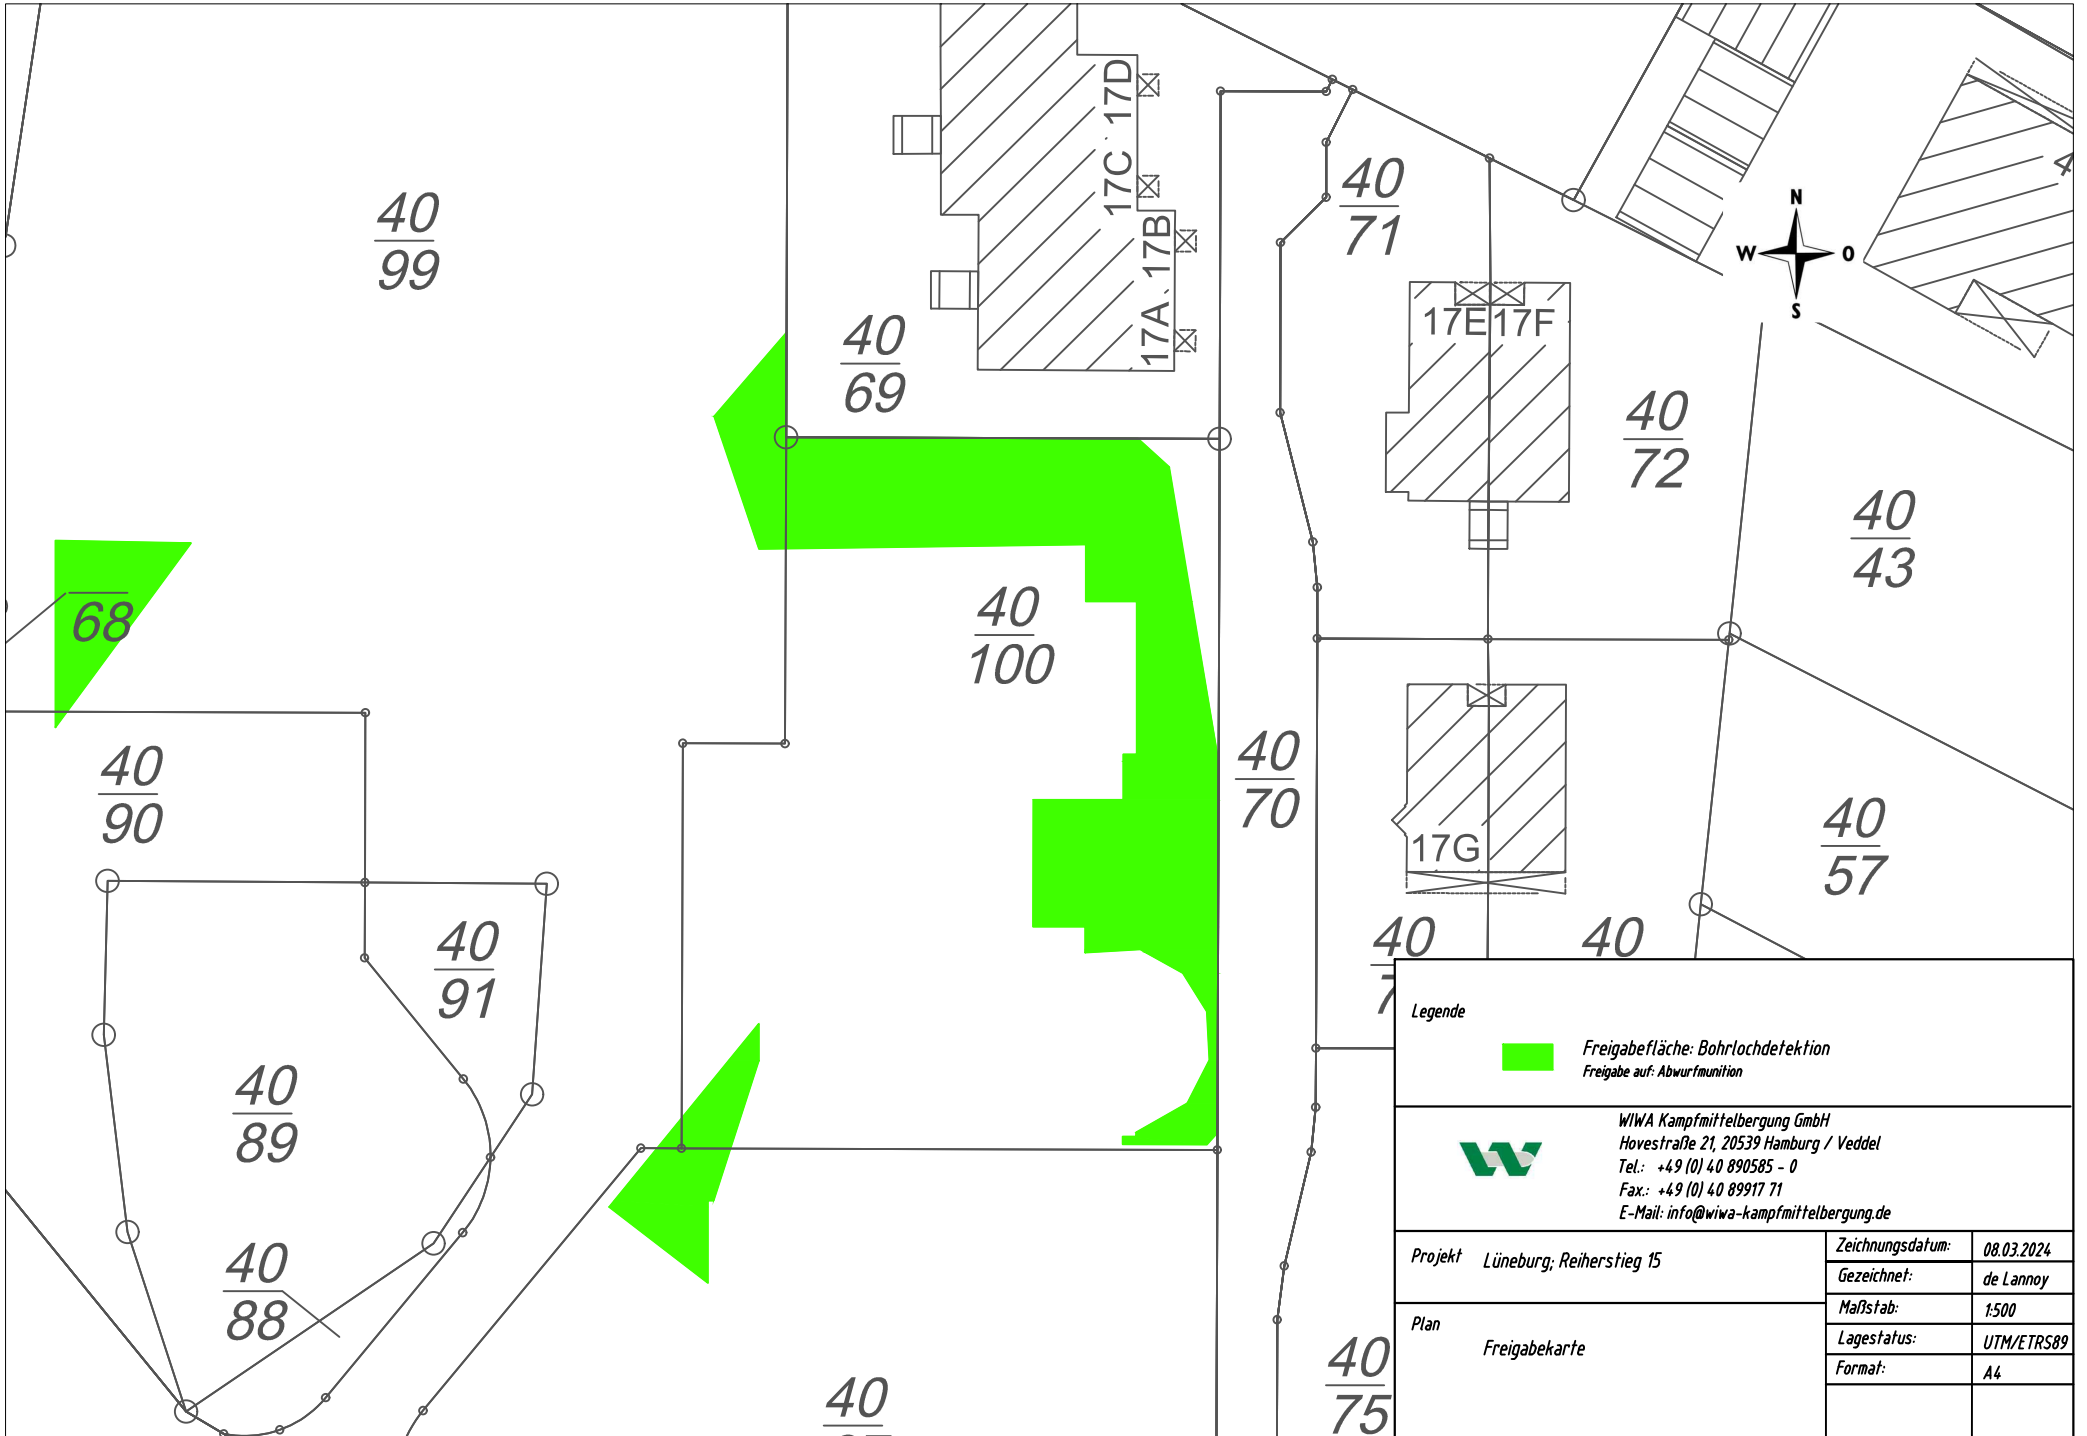 40
99
17D
17C
17B
17A
40
69
40
71
N
W
O
S
17E
17F
40
72
40
43
68
40
100
40
70
40
90
17G
40
57
40
91
40
40
40
89
40
88
40
75
40
Legende
Freigabefläche: Bohrlochdetektion
Freigabe auf: Abwurfmunition
WIWA Kampfmittelbergung GmbH
Hovestraße 21, 20539 Hamburg / Veddel
Tel.: +49 (0) 40 890585 - 0
Fax.: +49 (0) 40 89917 71
E-Mail: info@wiwa-kampfmittelbergung.de
Projekt Lüneburg; Reiherstieg 15
Zeichnungsdatum: 08.03.2024
Gezeichnet: de Lannoy
Maßstab: 1:500
Lagestatus: UTM/ETRS89
Format: A4
Plan
Freigabekarte